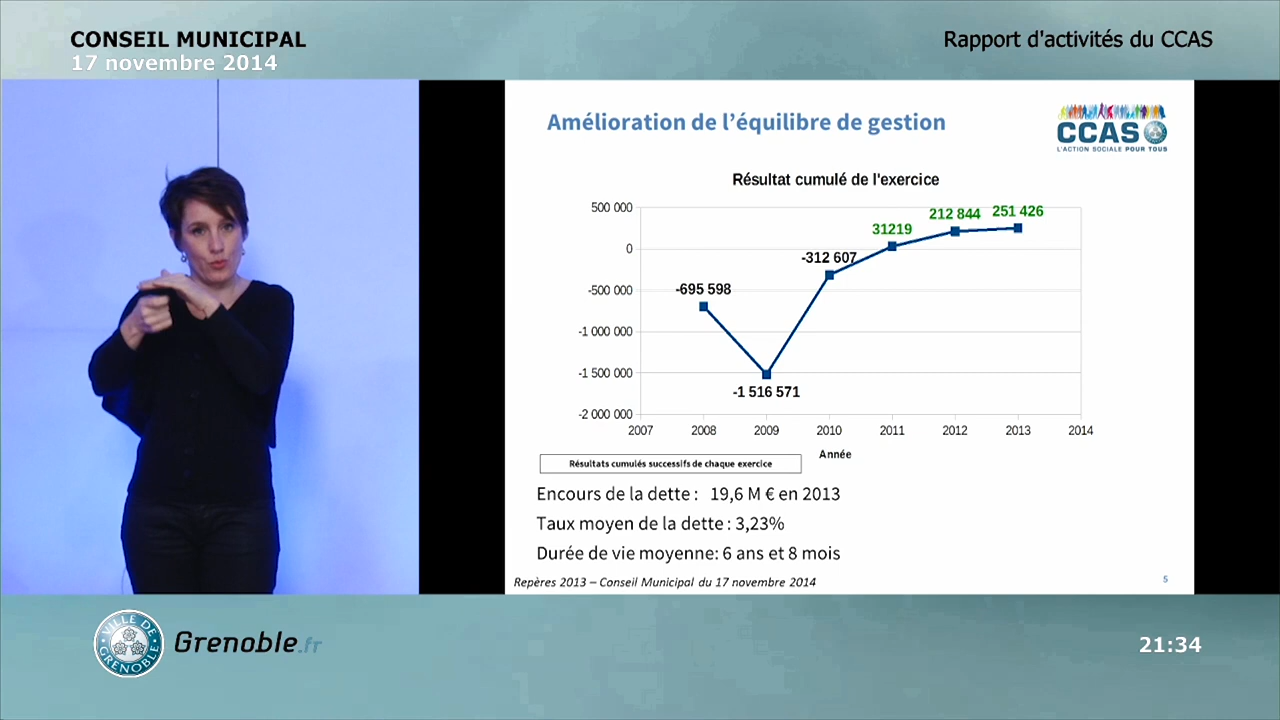 CONSEIL MUNICIPAL
17 novembre 2014
Rapport d'activités du CCAS
Amélioration de l'équilibre de gestion
CCAS
L'ACTION SOCIALE POUR TOUS
Résultat cumulé de l'exercice
500 000
0
-500 000
-1 000 000
-1 500 000
-2 000 000
-695 598
-1 516 571
-312 607
31219
212 844
251 426
2007
2008
2009
2010
2011
2012
2013
2014
Année
Résultats cumulés successifs de chaque exercice
Encours de la dette : 19,6 M € en 2013
Taux moyen de la dette : 3,23%
Durée de vie moyenne: 6 ans et 8 mois
Repères 2013 – Conseil Municipal du 17 novembre 2014
5
VILLE DE GRENOBLE
Grenoble.fr
21:34